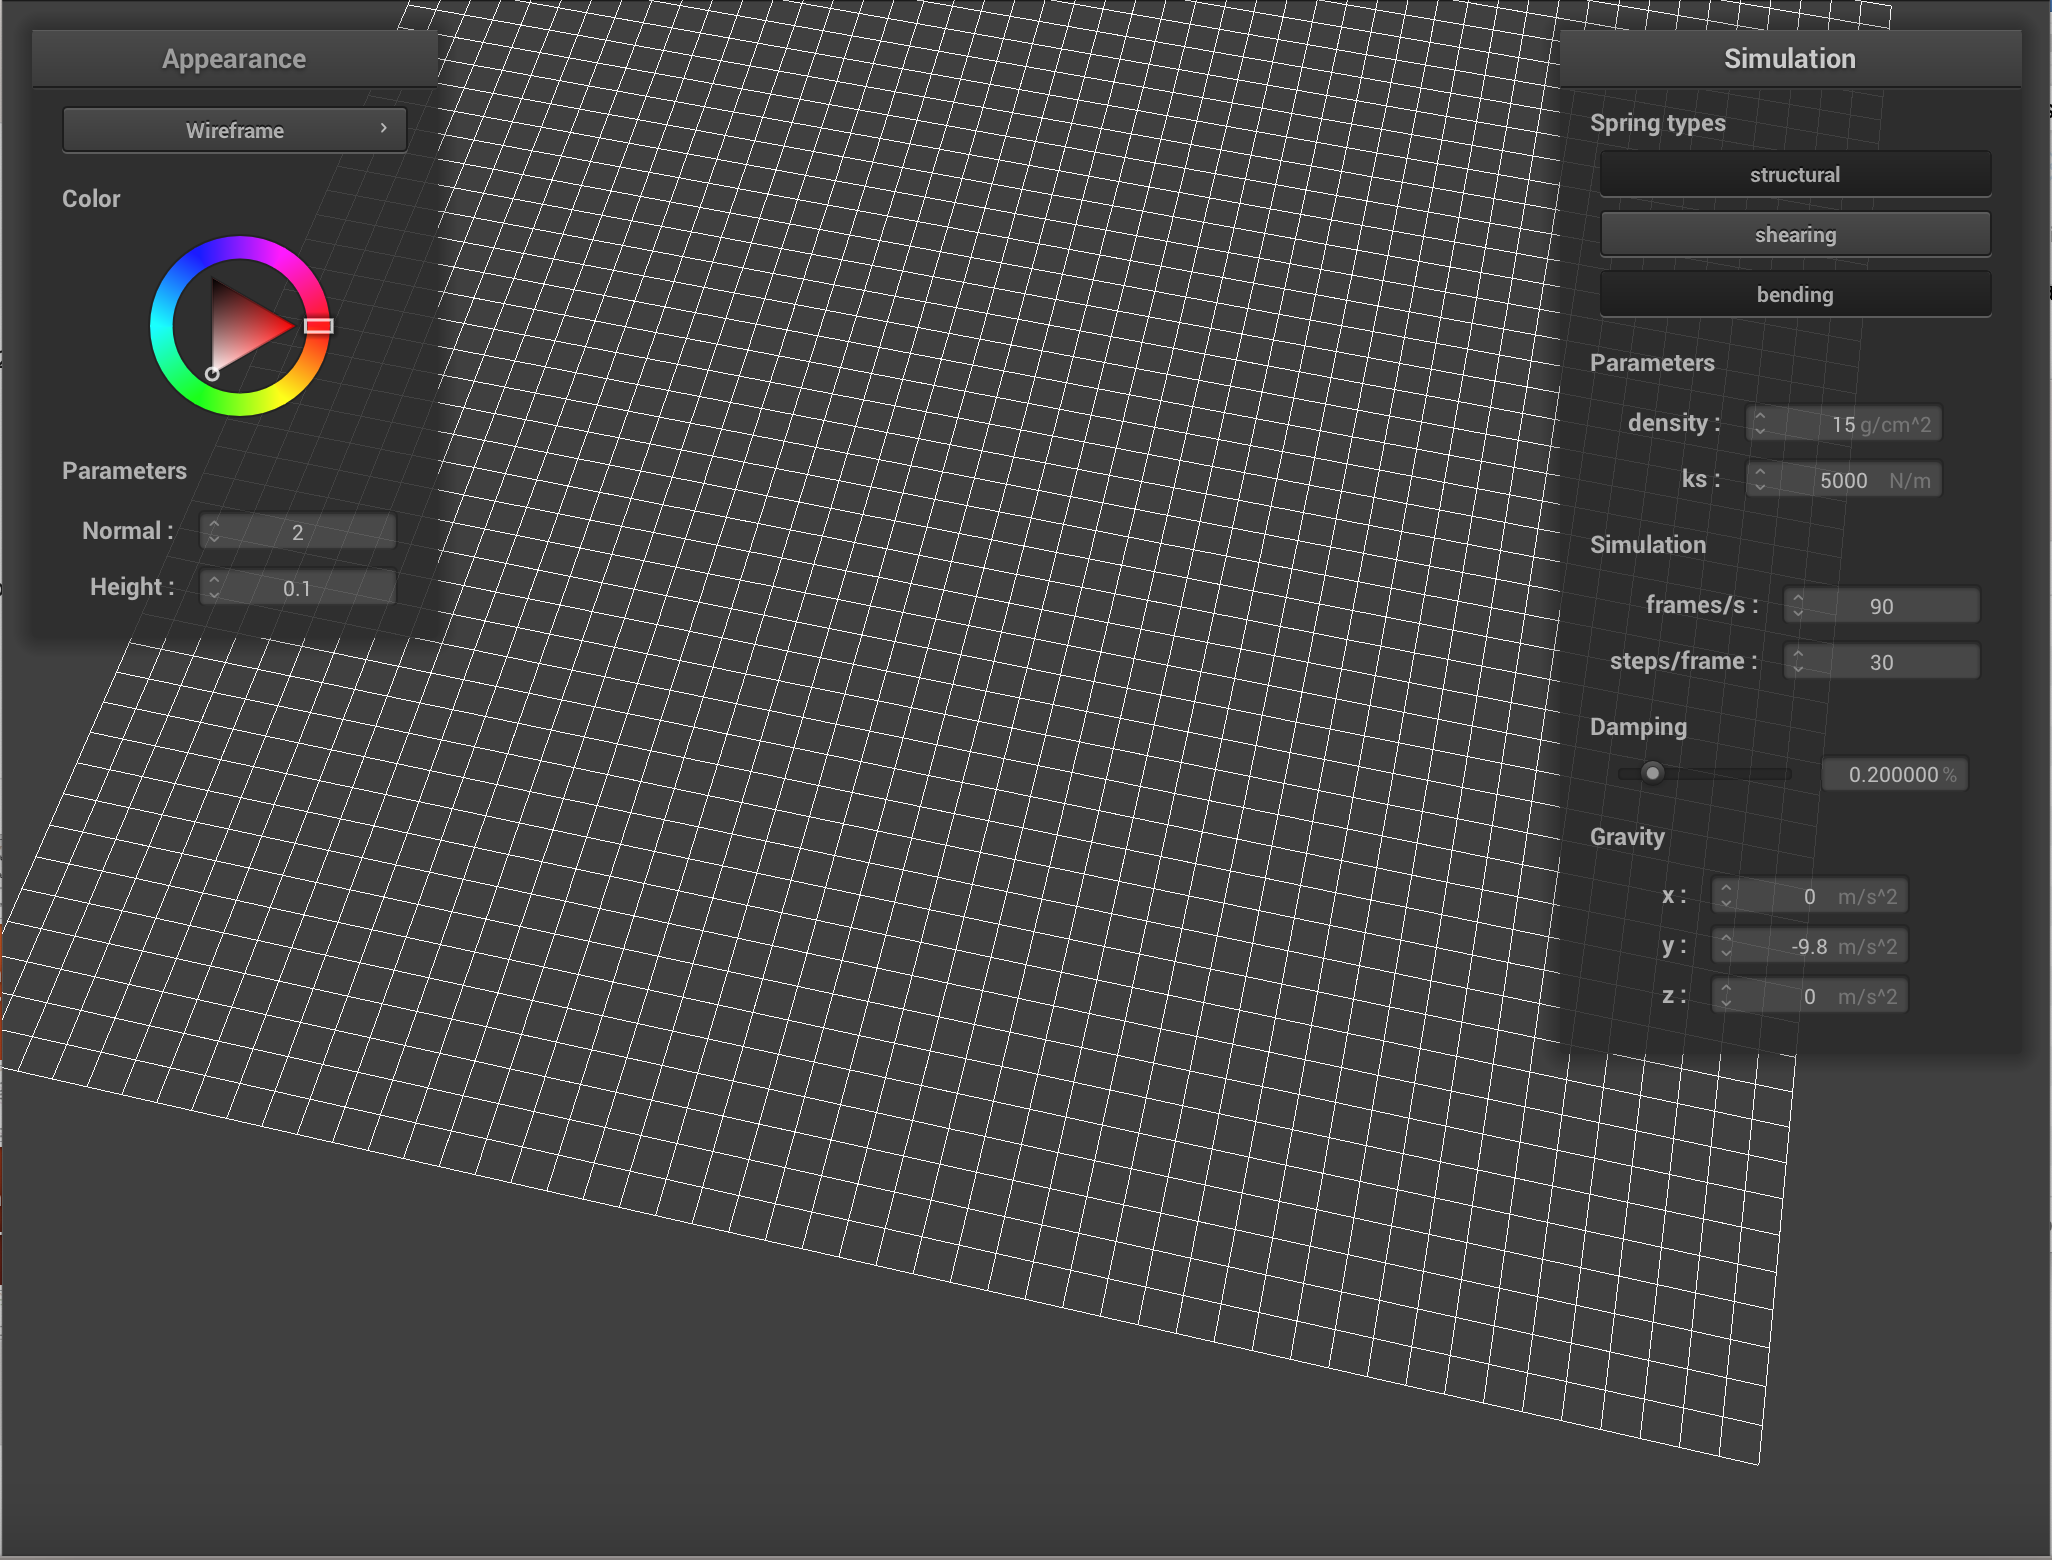 Appearance
Wireframe
Color
Parameters
Normal : 2
Height : 0.1
Simulation
Spring types
structural
shearing
bending
Parameters
density : 15 g/cm^2
ks : 5000 N/m
Simulation
frames/s : 90
steps/frame : 30
Damping
0.200000 %
Gravity
x : 0 m/s^2
y : -9.8 m/s^2
z : 0 m/s^2